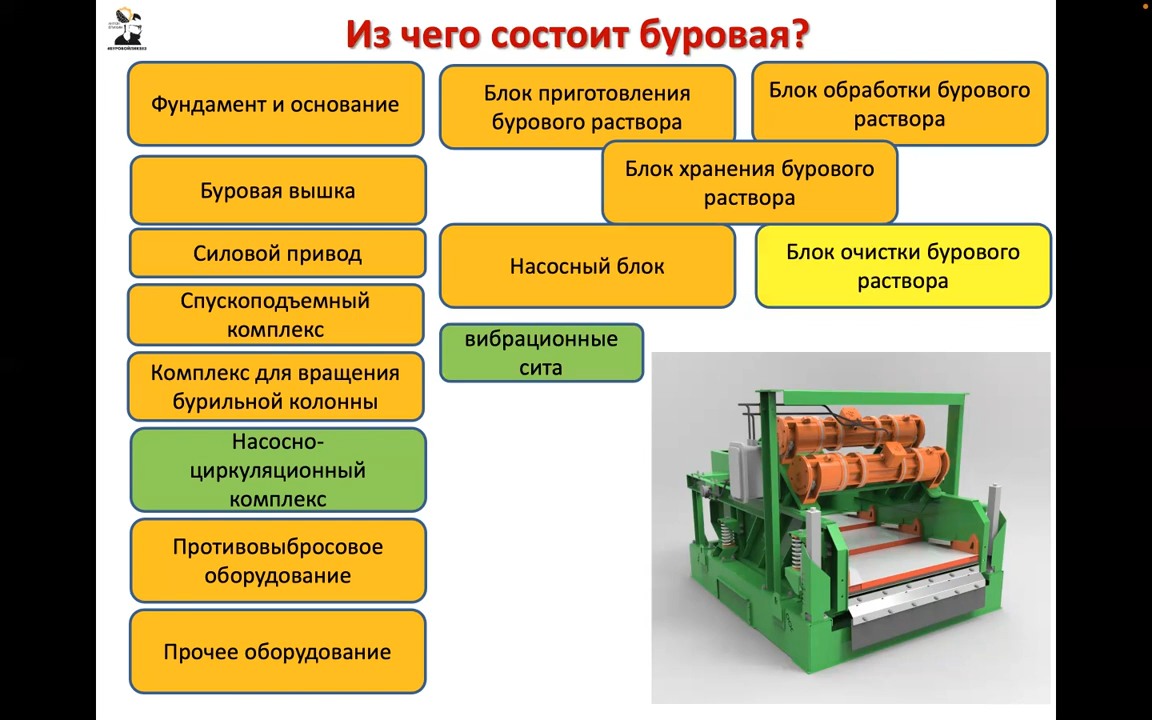 Из чего состоит буровая?
Фундамент и основание
Буровая вышка
Силовой привод
Спускоподъемный
комплекс
Комплекс для вращения
бурильной колонны
Насосно-
циркуляционный
комплекс
Противовыбросовое
оборудование
Прочее оборудование
Блок приготовления
бурового раствора
Блок обработки бурового
раствора
Блок хранения бурового
раствора
Насосный блок
Блок очистки бурового
раствора
вибрационные
сита